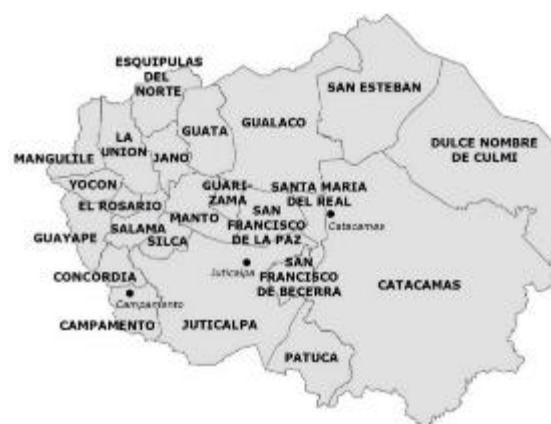 ESQUIPULAS
DEL
NORTE
SAN ESTEBAN
GUALACO
GUATA
LA
UNION
DULCE NOMBRE
DE CULMI
MANGULILE
JANO
YOCON
GUARI-
ZAMA
SANTA MARIA
DEL REAL
EL ROSARIO
MANTO
SAN
FRANCISCO
DE LA PAZ
Catacamas
SALAMA
GUAYAPE
SILCA
Juticalpa
SAN
FRANCISCO
DE BECERRA
CONCORDIA
CATACAMAS
Campamento
CAMPAMENTO
JUTICALPA
PATUCA